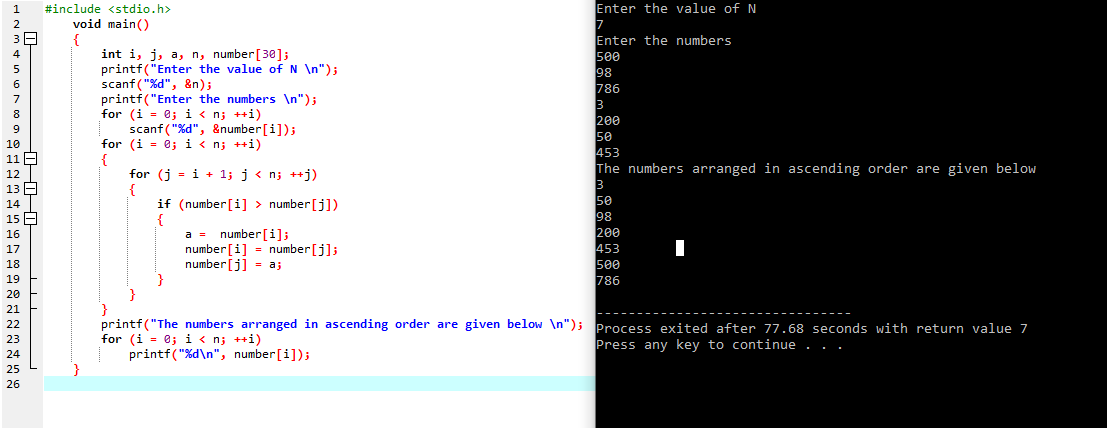 1 #include <stdio.h>
2 void main()
3 {
4 int i, j, a, n, number[30];
5 printf("Enter the value of N \n");
6 scanf("%d", &n);
7 printf("Enter the numbers \n");
8 for (i = 0; i < n; ++i)
9 scanf("%d", &number[i]);
10 for (i = 0; i < n; ++i)
11 {
12 for (j = i + 1; j < n; ++j)
13 {
14 if (number[i] > number[j])
15 {
16 a =  number[i];
17 number[i] = number[j];
18 number[j] = a;
19 }
20 }
21 }
22 printf("The numbers arranged in ascending order are given below \n");
23 for (i = 0; i < n; ++i)
24 printf("%d\n", number[i]);
25 }
26
Enter the value of N
7
Enter the numbers
500
98
786
3
200
50
453
The numbers arranged in ascending order are given below
3
50
98
200
453
500
786
--------------------------------
Process exited after 77.68 seconds with return value 7
Press any key to continue . . .